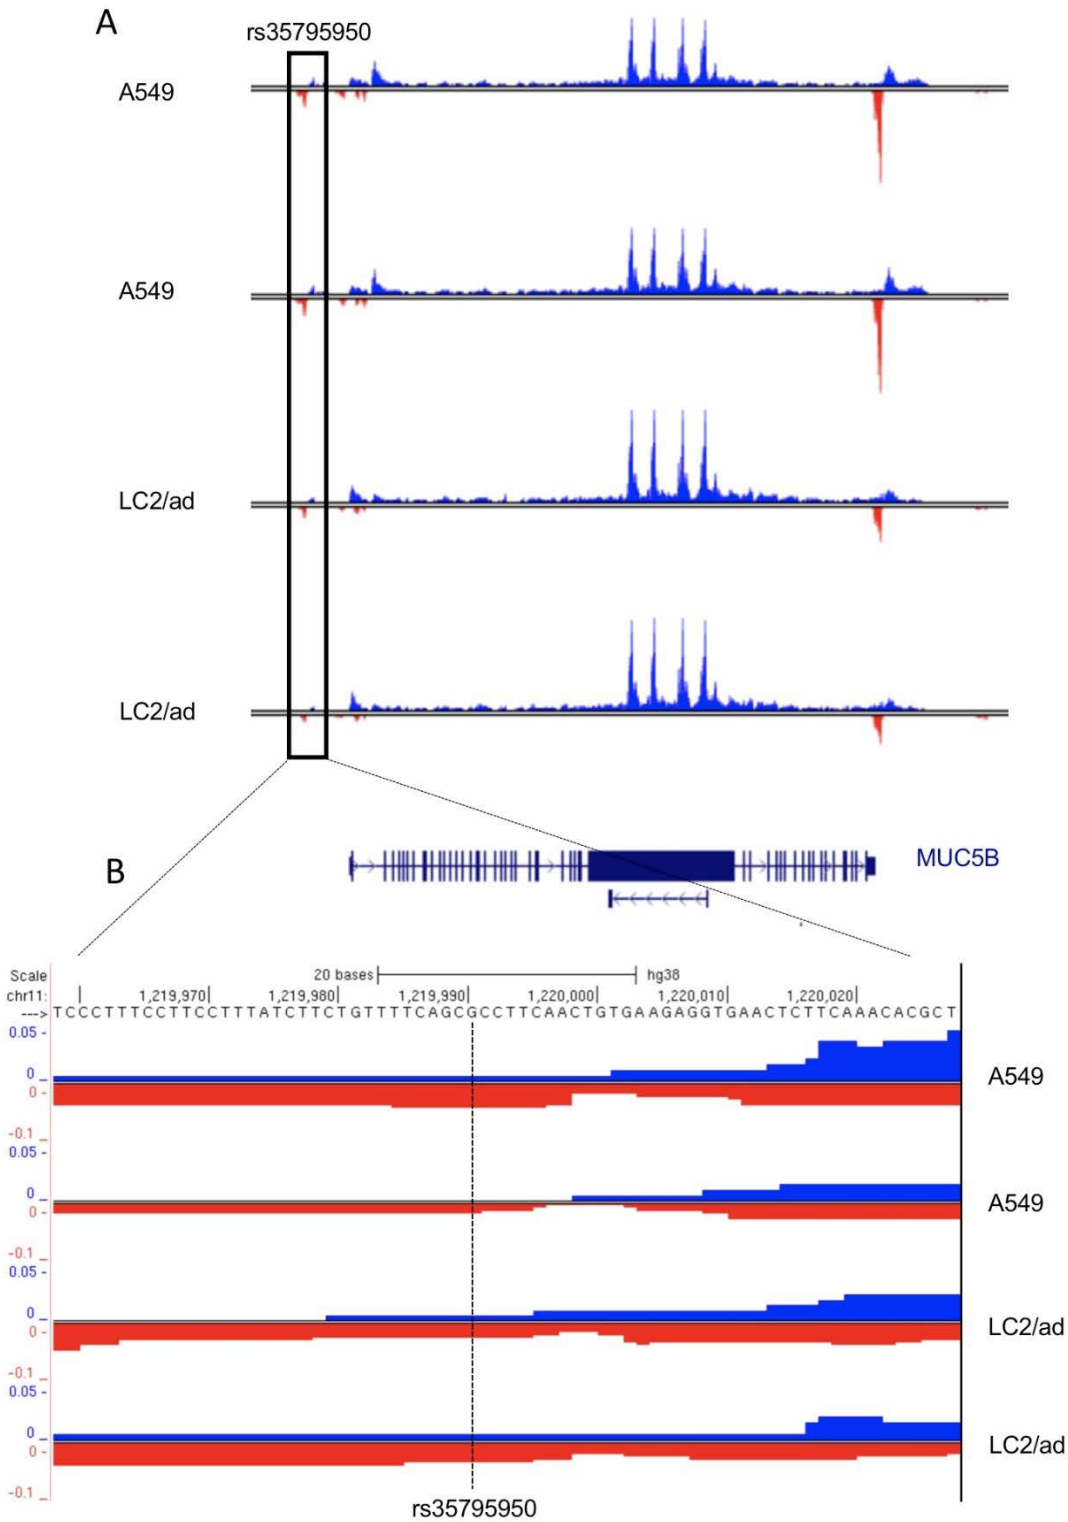 A
rs35795950
A549
A549
LC2/ad
LC2/ad
B
MUC5B
Scale
20 bases
hg38
chr11:
1,219,970
1,219,980
1,219,990
1,220,000
1,220,010
1,220,020
--->
TCCCTTTCCTTCCTTTATCTTCTGTTTTCAGCGCCTTCAACTGTGAAGAGGTGAACTCTTCAAACACGCT
0.05 -
0 _
0 -
-0.1 _
A549
0.05 -
0 _
0 -
-0.1 _
A549
0.05 -
0 _
0 -
-0.1 _
LC2/ad
0.05 -
0 _
0 -
-0.1 _
LC2/ad
rs35795950